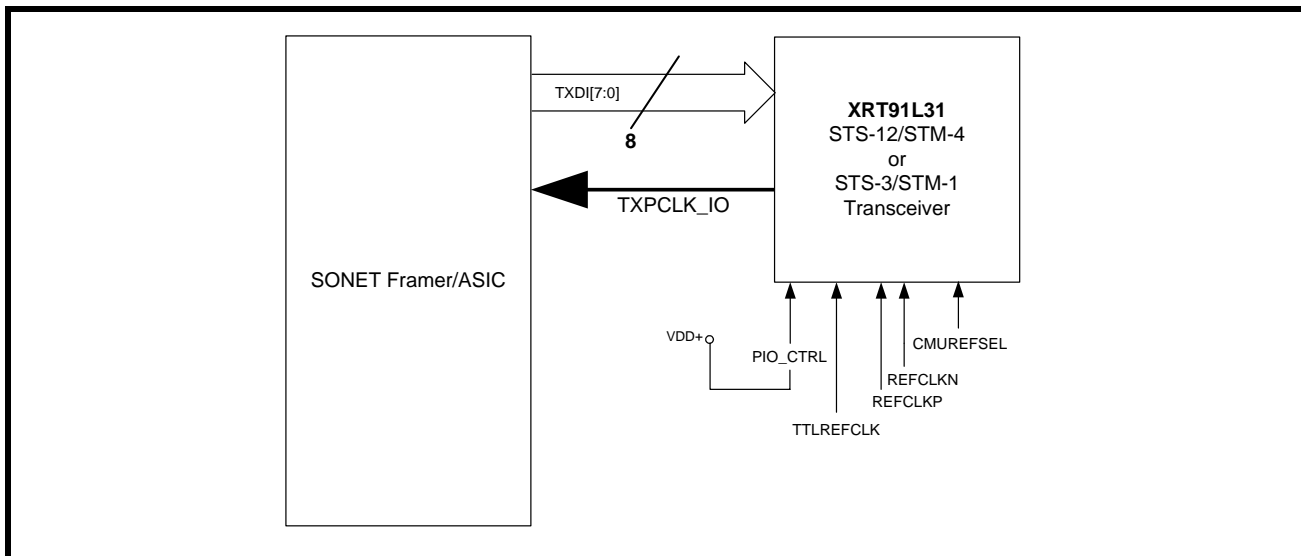 TXDI[7:0]
8
TXPCLK_IO
SONET Framer/ASIC
XRT91L31
STS-12/STM-4
or
STS-3/STM-1
Transceiver
VDD+
PIO_CTRL
CMUREFSEL
REFCLKN
REFCLKP
TTLREFCLK